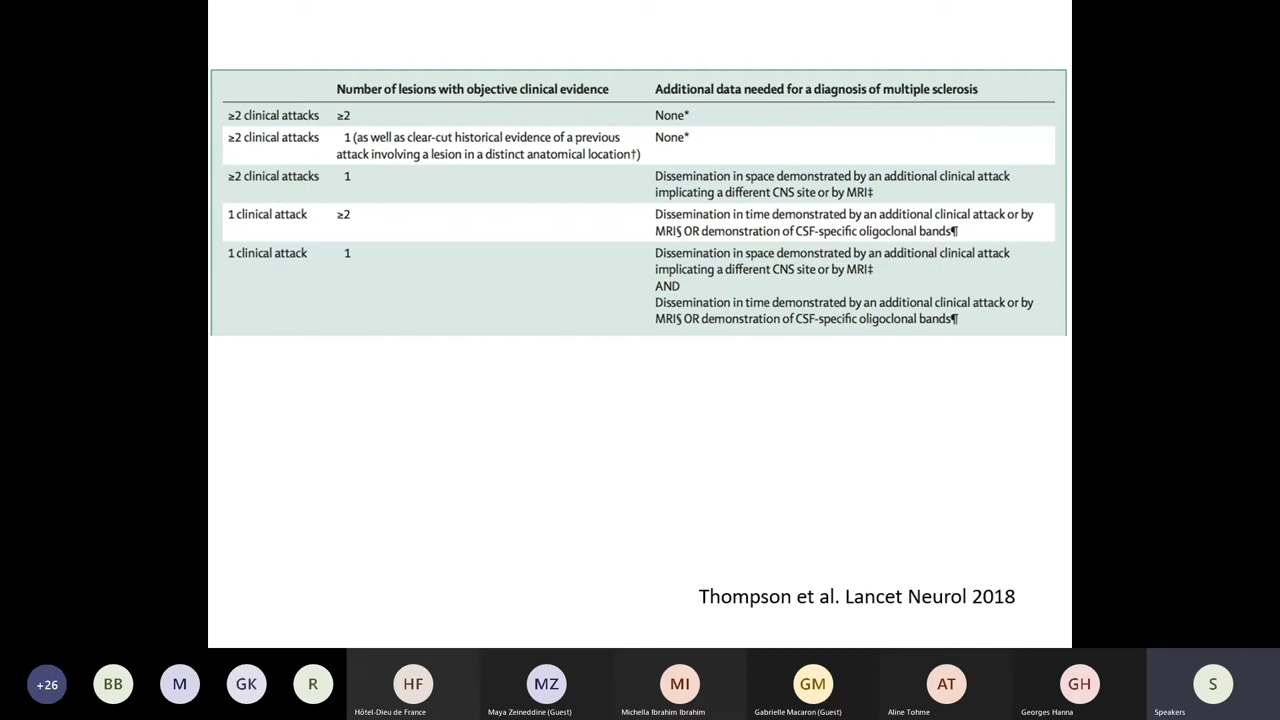 Number of lesions with objective clinical evidence Additional data needed for a diagnosis of multiple sclerosis
≥2 clinical attacks ≥2 None*
≥2 clinical attacks 1 (as well as clear-cut historical evidence of a previous None*
attack involving a lesion in a distinct anatomical location†)
≥2 clinical attacks 1 Dissemination in space demonstrated by an additional clinical attack
implicating a different CNS site or by MRI‡
1 clinical attack ≥2 Dissemination in time demonstrated by an additional clinical attack or by
MRI§ OR demonstration of CSF-specific oligoclonal bands¶
1 clinical attack 1 Dissemination in space demonstrated by an additional clinical attack
implicating a different CNS site or by MRI‡
AND
Dissemination in time demonstrated by an additional clinical attack or by
MRI§ OR demonstration of CSF-specific oligoclonal bands¶
Thompson et al. Lancet Neurol 2018
+26 BB M GK R HF MZ MI GM AT GH S
Hôtel-Dieu de France Maya Zeineddine (Guest) Michella Ibrahim Ibrahim Gabrielle Macaron (Guest) Aline Tohme Georges Hanna Speakers